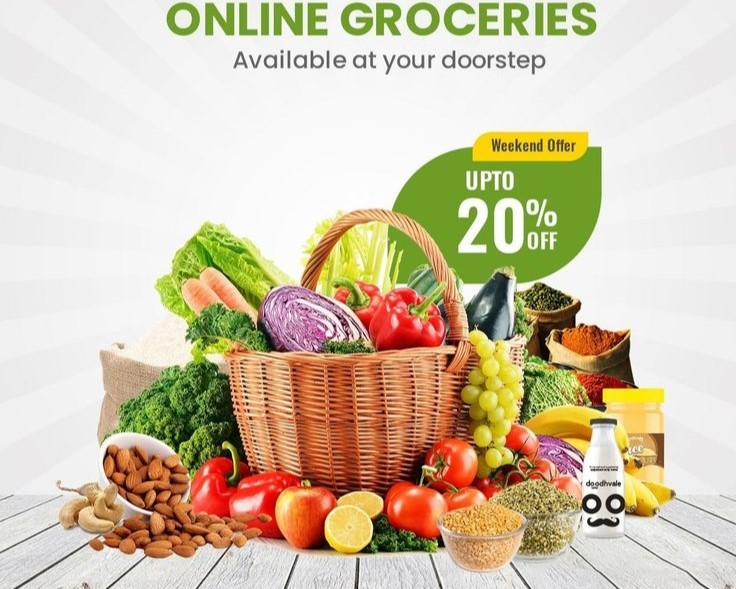 ONLINE GROCERIES
Available at your doorstep
Weekend Offer
UPTO
20%
OFF
doodhvale